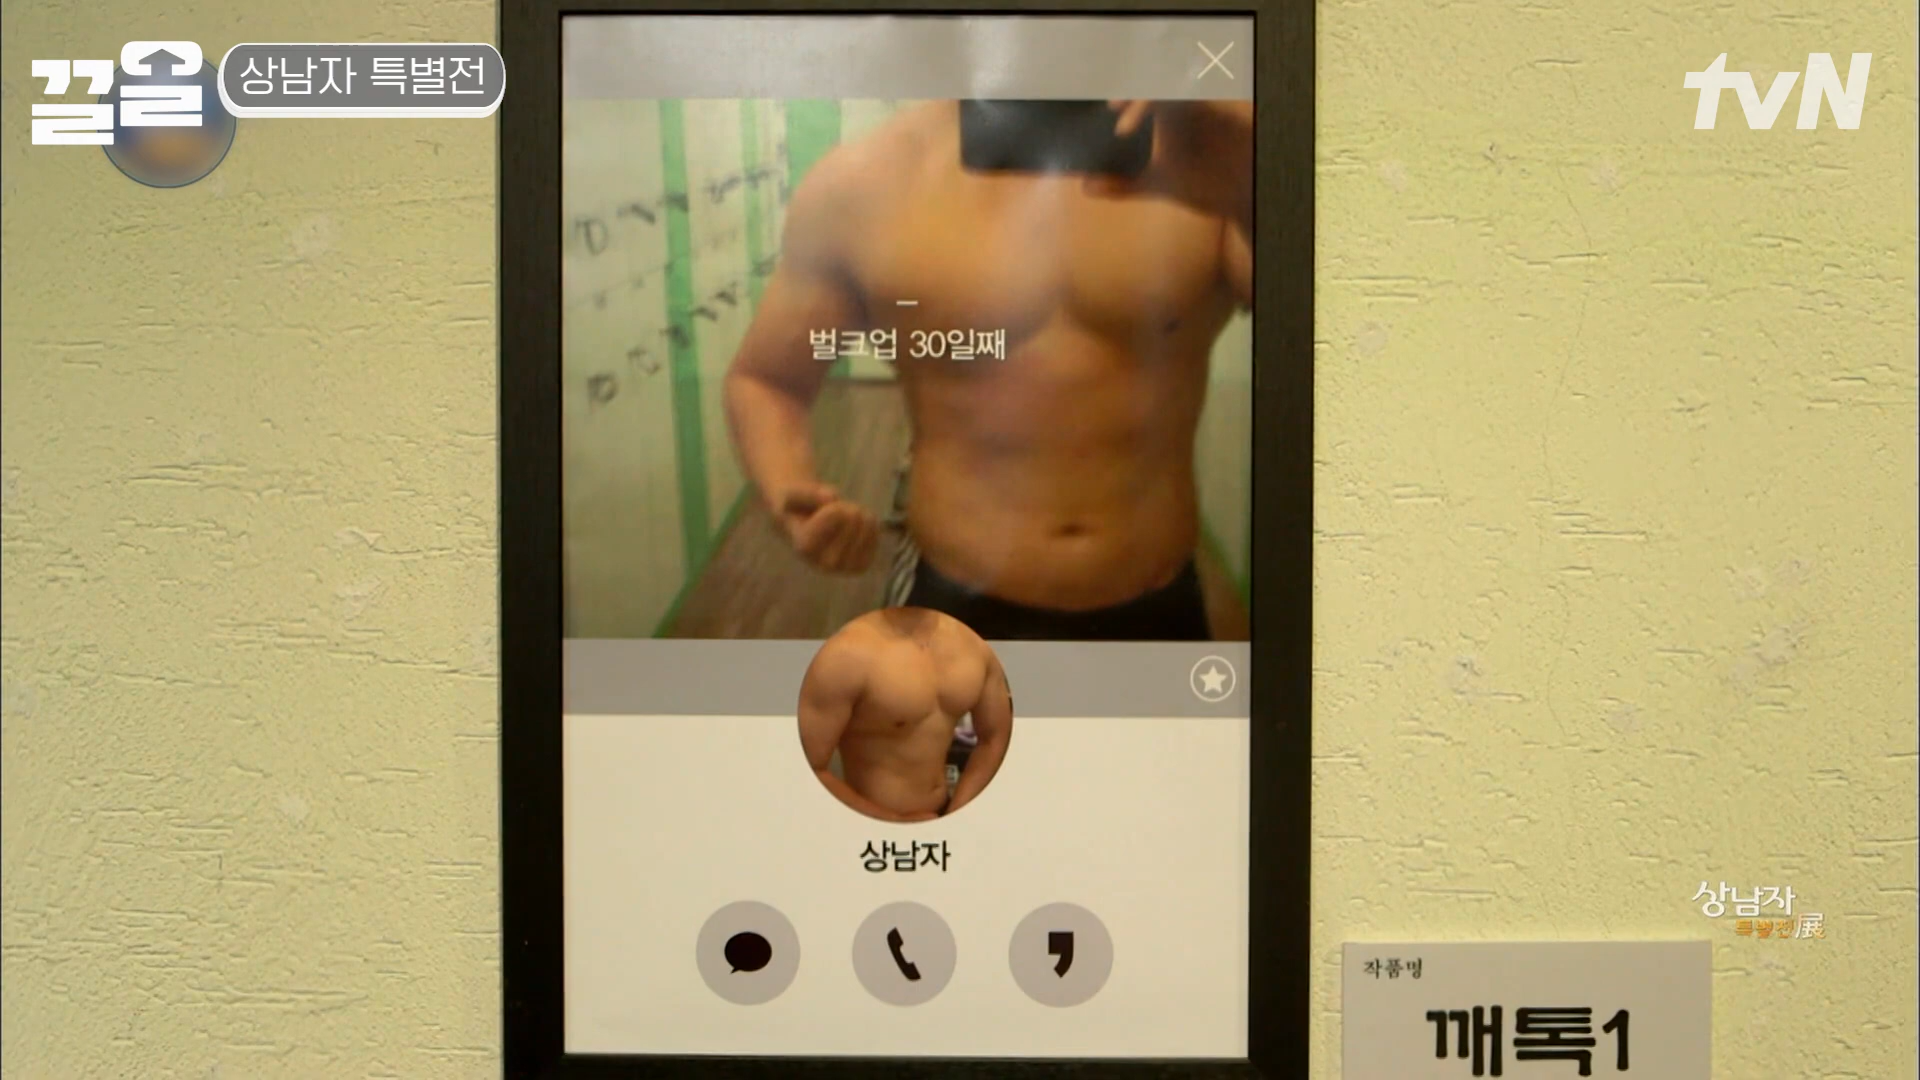 끌올
상남자 특별전
tvN
벌크업 30일째
상남자
상남자
특별전展
작품명
깨톡1